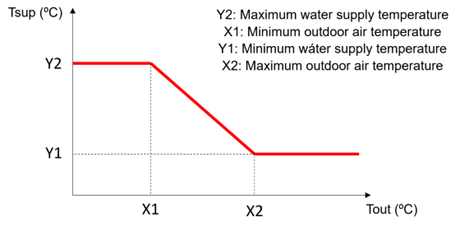 Tsup (ºC)
Y2: Maximum water supply temperature
X1: Minimum outdoor air temperature
Y1: Minimum wáter supply temperature
X2: Maximum outdoor air temperature
Y2
Y1
X1
X2
Tout (ºC)